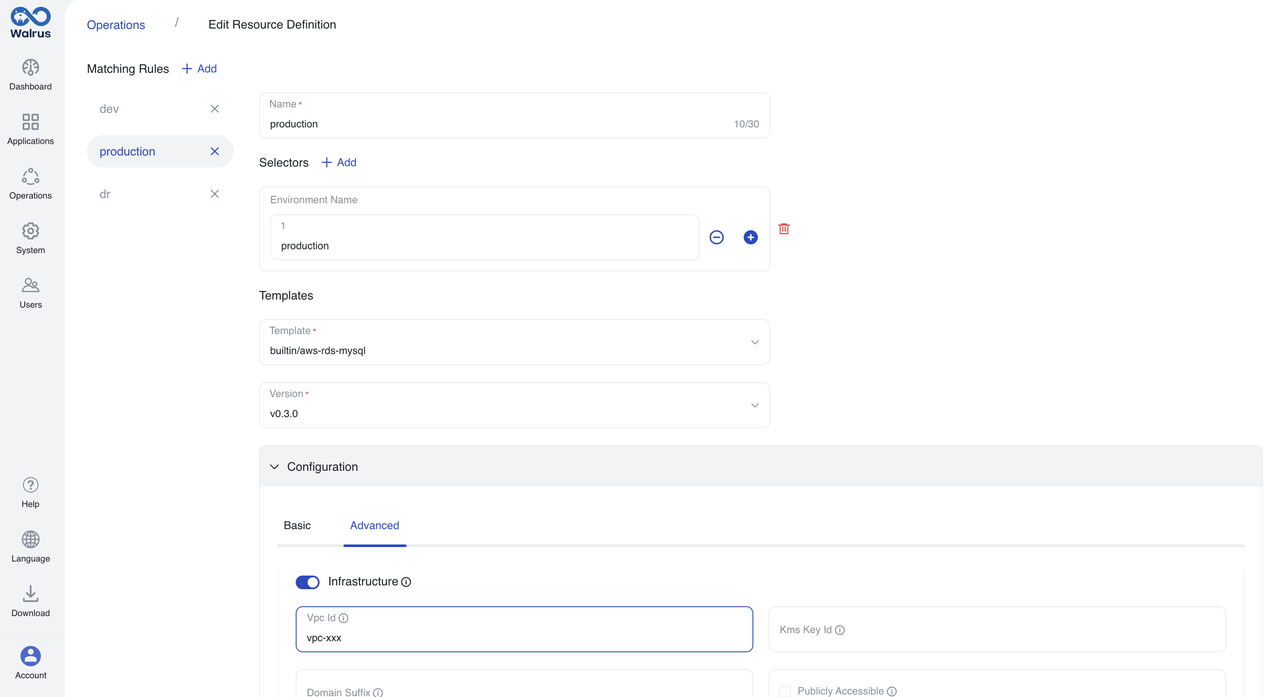 Walrus
Dashboard
Applications
Operations
System
Users
Help
Language
Download
Account
Operations / Edit Resource Definition
Matching Rules + Add
dev
production
dr
Name *
production 10/30
Selectors + Add
Environment Name
1
production
Templates
Template *
builtin/aws-rds-mysql
Version *
v0.3.0
Configuration
Basic Advanced
Infrastructure
Vpc Id
vpc-xxx
Kms Key Id
Domain Suffix
Publicly Accessible